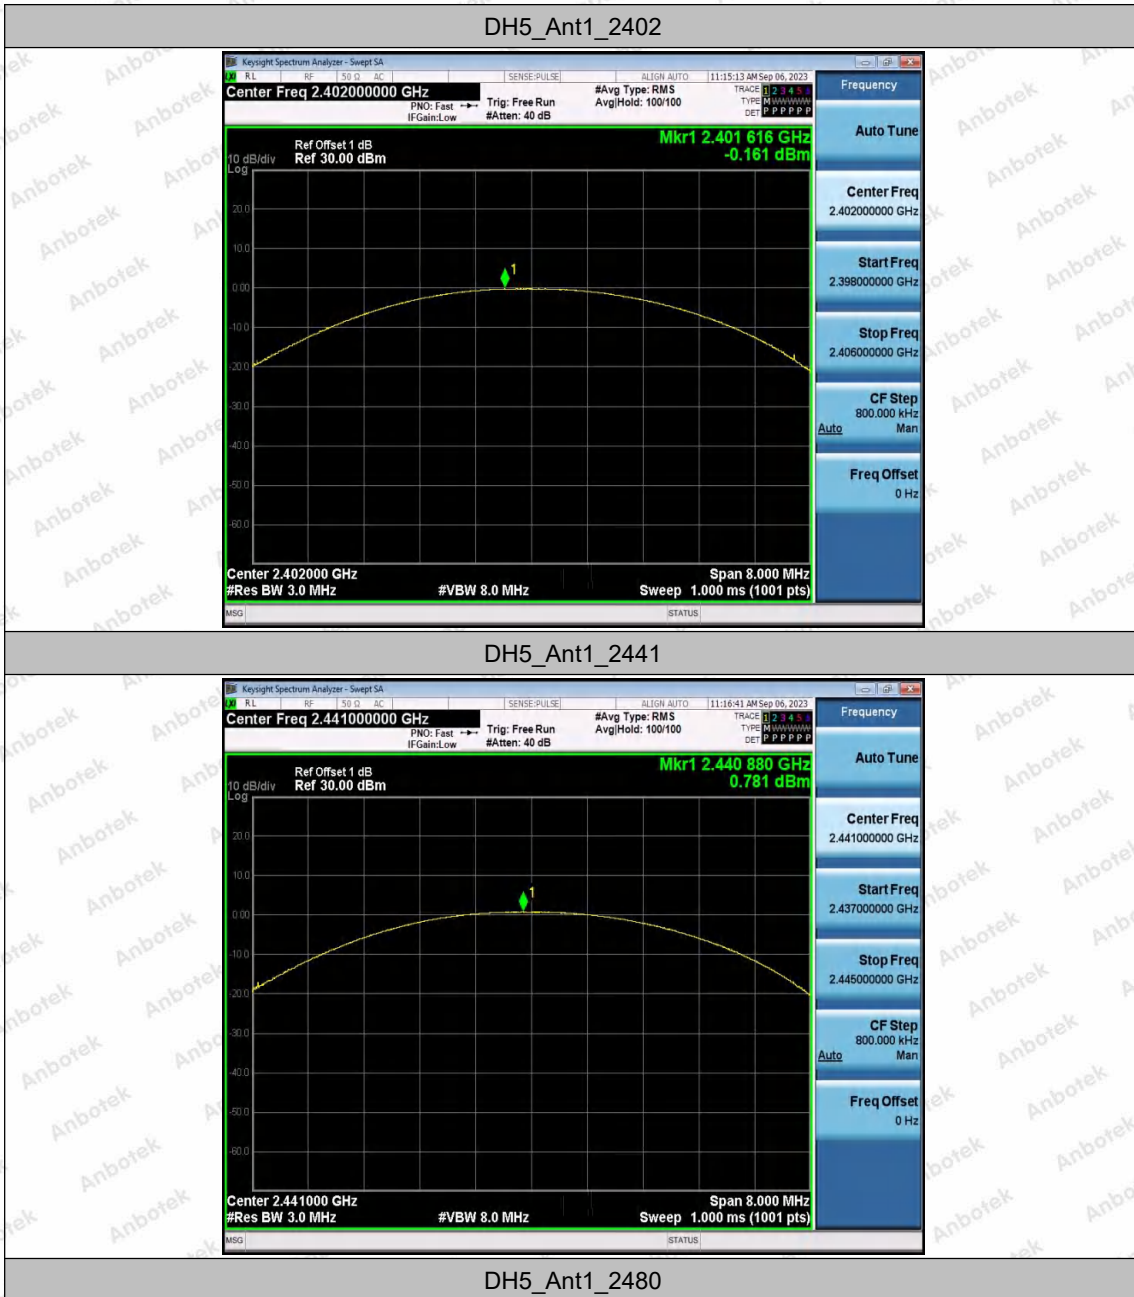 DH5_Ant1_2402
Keysight Spectrum Analyzer - Swept SA
RL RF 50 Ω AC SENSE:PULSE ALIGN AUTO 11:15:13 AM Sep 06, 2023
Center Freq 2.402000000 GHz #Avg Type: RMS TRACE 1 2 3 4 5 6
PNO: Fast Trig: Free Run Avg|Hold: 100/100 TYPE M WWWWW
IFGain:Low #Atten: 40 dB DET P P P P P P
Frequency
Auto Tune
Mkr1 2.401 616 GHz
-0.161 dBm
Ref Offset 1 dB
10 dB/div Ref 30.00 dBm
Log
20.0
10.0
0.00
-10.0
-20.0
-30.0
-40.0
-50.0
-60.0
1
Center Freq
2.402000000 GHz
Start Freq
2.398000000 GHz
Stop Freq
2.406000000 GHz
CF Step
800.000 kHz
Auto Man
Freq Offset
0 Hz
Center 2.402000 GHz Span 8.000 MHz
#Res BW 3.0 MHz #VBW 8.0 MHz Sweep 1.000 ms (1001 pts)
MSG STATUS
DH5_Ant1_2441
Keysight Spectrum Analyzer - Swept SA
RL RF 50 Ω AC SENSE:PULSE ALIGN AUTO 11:16:41 AM Sep 06, 2023
Center Freq 2.441000000 GHz #Avg Type: RMS TRACE 1 2 3 4 5 6
PNO: Fast Trig: Free Run Avg|Hold: 100/100 TYPE M WWWWW
IFGain:Low #Atten: 40 dB DET P P P P P P
Frequency
Auto Tune
Mkr1 2.440 880 GHz
0.781 dBm
Ref Offset 1 dB
10 dB/div Ref 30.00 dBm
Log
20.0
10.0
0.00
-10.0
-20.0
-30.0
-40.0
-50.0
-60.0
1
Center Freq
2.441000000 GHz
Start Freq
2.437000000 GHz
Stop Freq
2.445000000 GHz
CF Step
800.000 kHz
Auto Man
Freq Offset
0 Hz
Center 2.441000 GHz Span 8.000 MHz
#Res BW 3.0 MHz #VBW 8.0 MHz Sweep 1.000 ms (1001 pts)
MSG STATUS
DH5_Ant1_2480
Anbotek